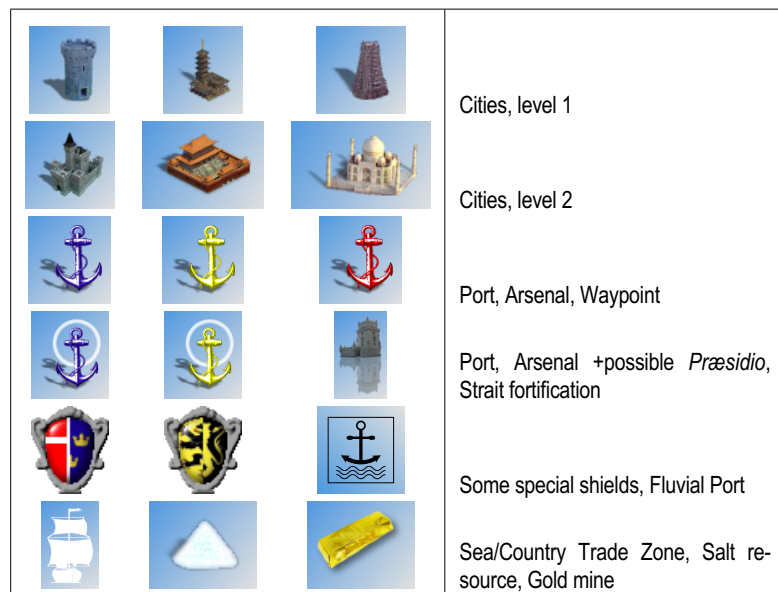 Cities, level 1
Cities, level 2
Port, Arsenal, Waypoint
Port, Arsenal +possible Præsidio,
Strait fortification
Some special shields, Fluvial Port
Sea/Country Trade Zone, Salt re-
source, Gold mine